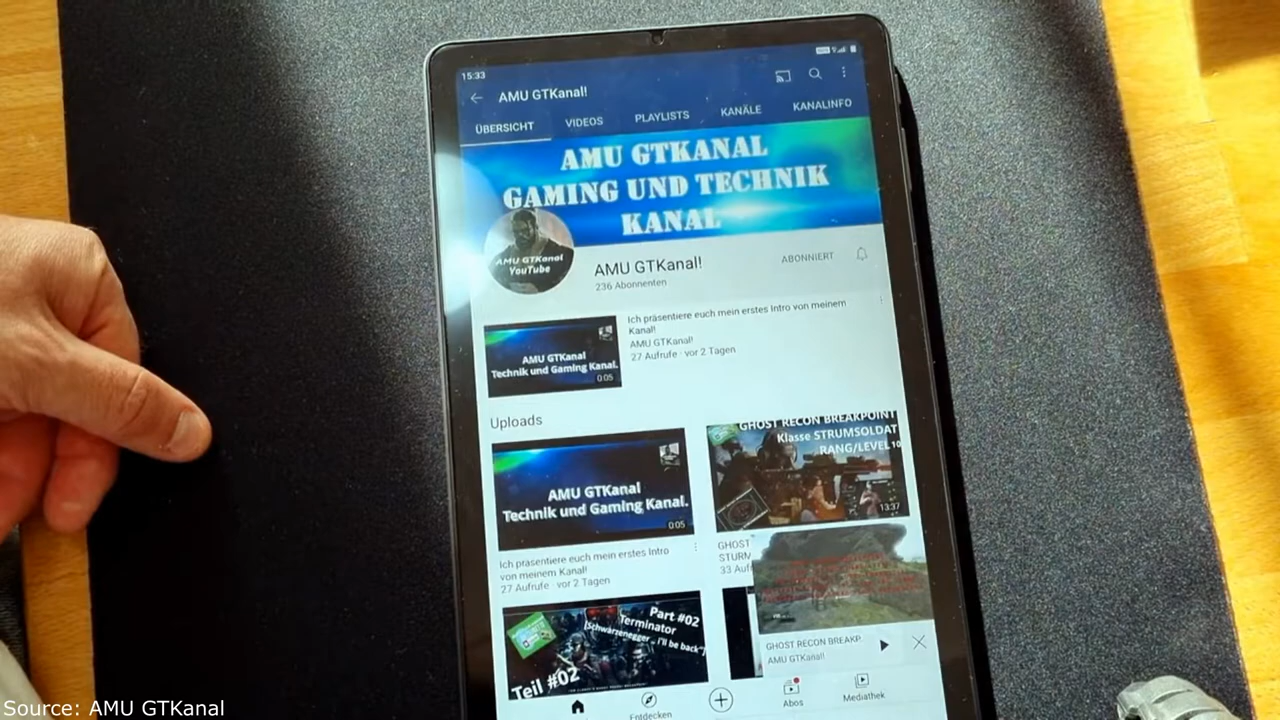 15:33
AMU GTKanal!
ÜBERSICHT
VIDEOS
PLAYLISTS
KANÄLE
KANALINFO
AMU GTKANAL
GAMING UND TECHNIK
KANAL
AMU GTKanal
YouTube
AMU GTKanal!
236 Abonnenten
ABONNIERT
AMU GTKanal
Technik und Gaming Kanal.
0:05
Ich präsentiere euch mein erstes Intro von meinem
Kanal!
AMU GTKanal!
27 Aufrufe · vor 2 Tagen
Uploads
AMU GTKanal
Technik und Gaming Kanal.
0:05
Ich präsentiere euch mein erstes Intro
von meinem Kanal!
27 Aufrufe · vor 2 Tagen
GHOST RECON BREAKPOINT
Klasse STRUMSOLDAT
RANG/LEVEL 10
13:37
GHOST
STURM
33 Auf
Part #02
Terminator
[Schwarzenegger .. i'll be back"]
Teil #02
GHOST RECON BREAKP
AMU GTKanal!
Entdecken
Abos
Mediathek
Source: AMU GTKanal